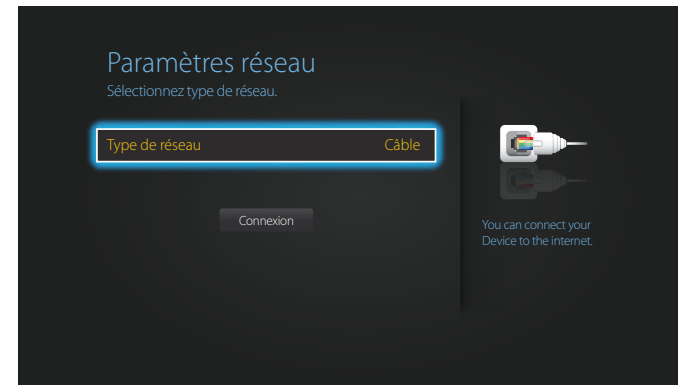 Paramètres réseau
Sélectionnez type de réseau.
Type de réseau Câble
Connexion
You can connect your
Device to the internet.